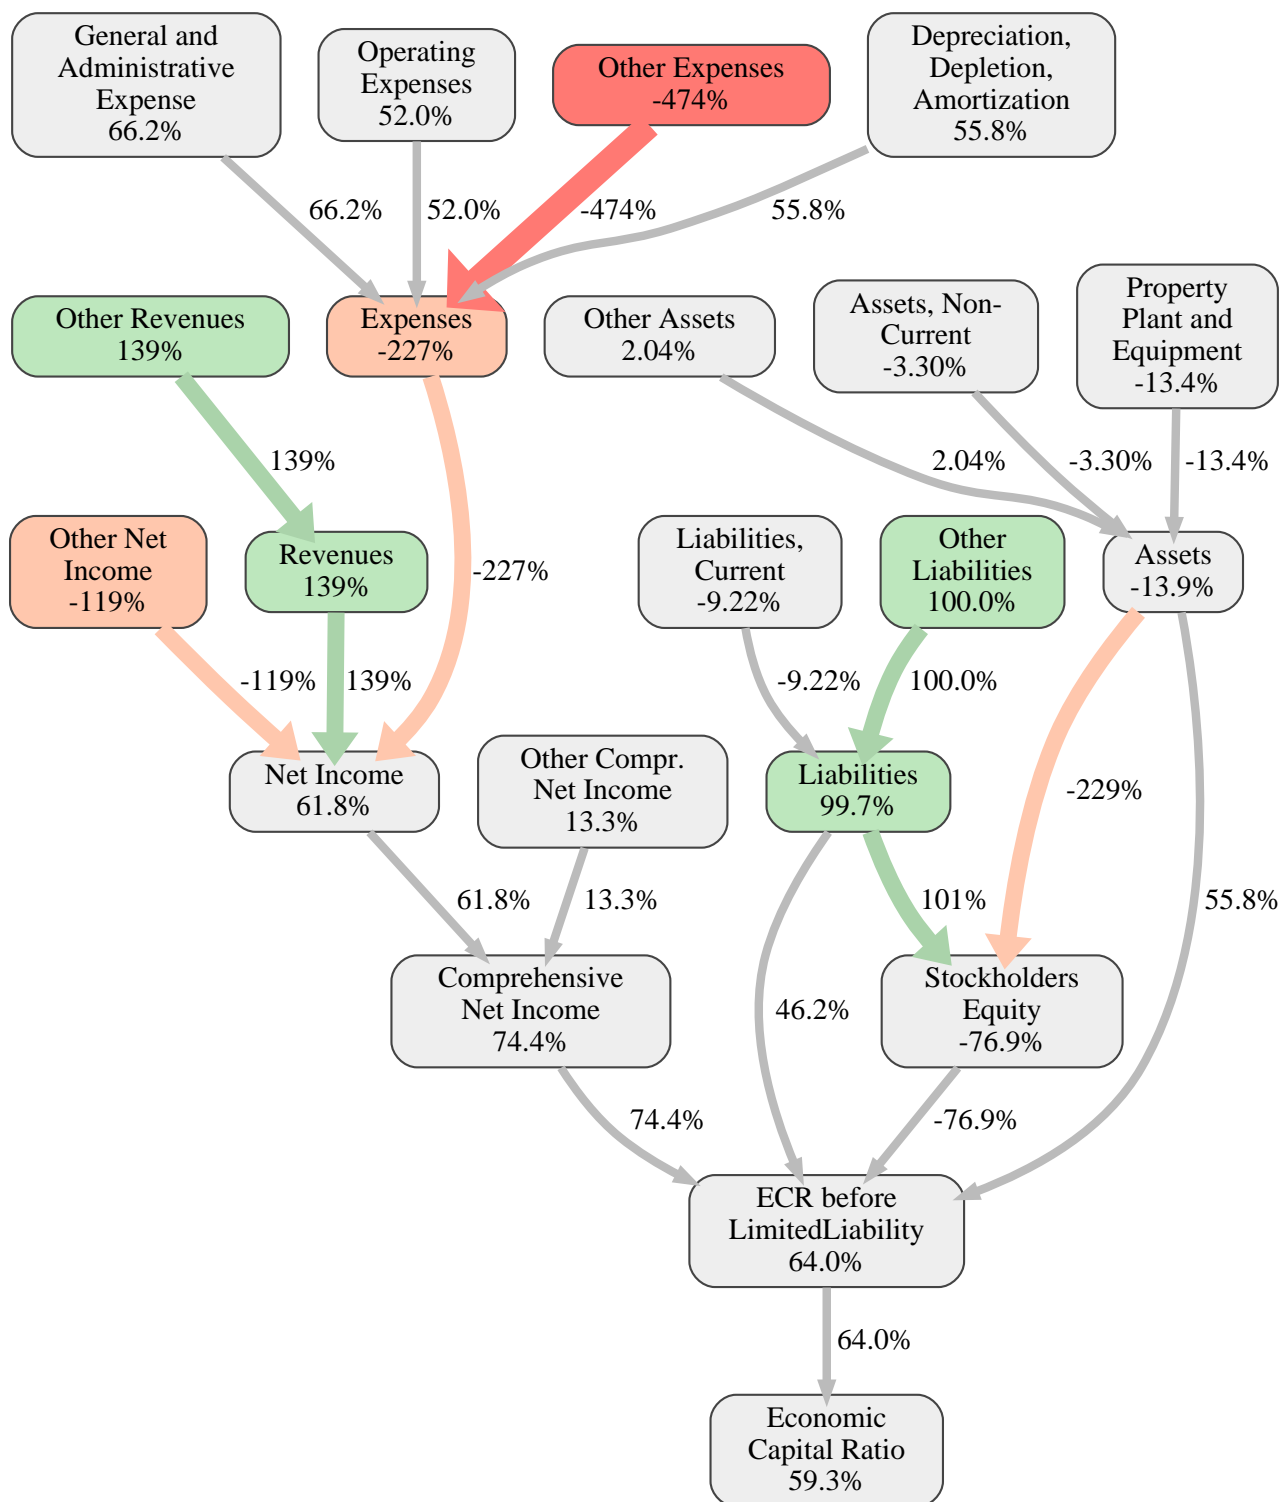 General and
Administrative
Expense
66.2%
Operating
Expenses
52.0%
Other Expenses
-474%
Depreciation,
Depletion,
Amortization
55.8%
66.2%
52.0%
-474%
55.8%
Other Revenues
139%
Expenses
-227%
Other Assets
2.04%
Assets, Non-
Current
-3.30%
Property
Plant and
Equipment
-13.4%
139%
2.04%
-3.30%
-13.4%
Other Net
Income
-119%
Revenues
139%
-227%
Liabilities,
Current
-9.22%
Other
Liabilities
100.0%
Assets
-13.9%
-119%
139%
-9.22%
100.0%
Net Income
61.8%
Other Compr.
Net Income
13.3%
Liabilities
99.7%
-229%
61.8%
13.3%
101%
55.8%
Comprehensive
Net Income
74.4%
46.2%
Stockholders
Equity
-76.9%
74.4%
-76.9%
ECR before
LimitedLiability
64.0%
64.0%
Economic
Capital Ratio
59.3%